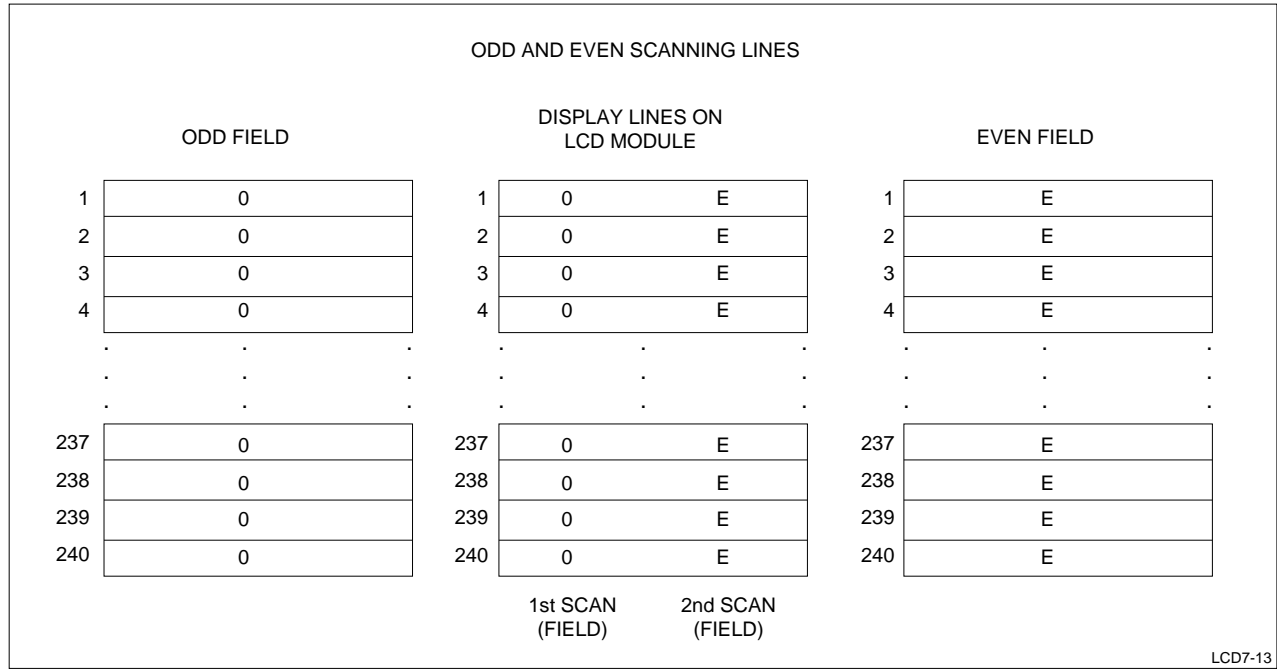 ODD AND EVEN SCANNING LINES
ODD FIELD
DISPLAY LINES ON
LCD MODULE
EVEN FIELD
1 0 1 0 E 1 E
2 0 2 0 E 2 E
3 0 3 0 E 3 E
4 0 4 0 E 4 E
237 0 237 0 E 237 E
238 0 238 0 E 238 E
239 0 239 0 E 239 E
240 0 240 0 E 240 E
1st SCAN
(FIELD)
2nd SCAN
(FIELD)
LCD7-13